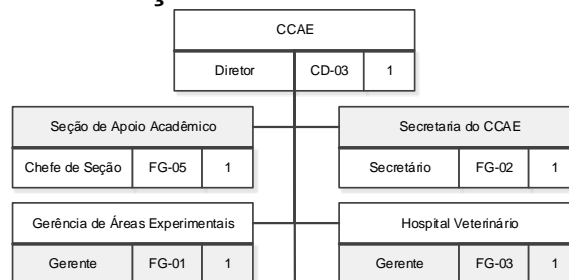 CCAE
Diretor CD-03 1
Seção de Apoio Acadêmico
Chefe de Seção FG-05 1
Secretaria do CCAE
Secretário FG-02 1
Gerência de Áreas Experimentais
Gerente FG-01 1
Hospital Veterinário
Gerente FG-03 1